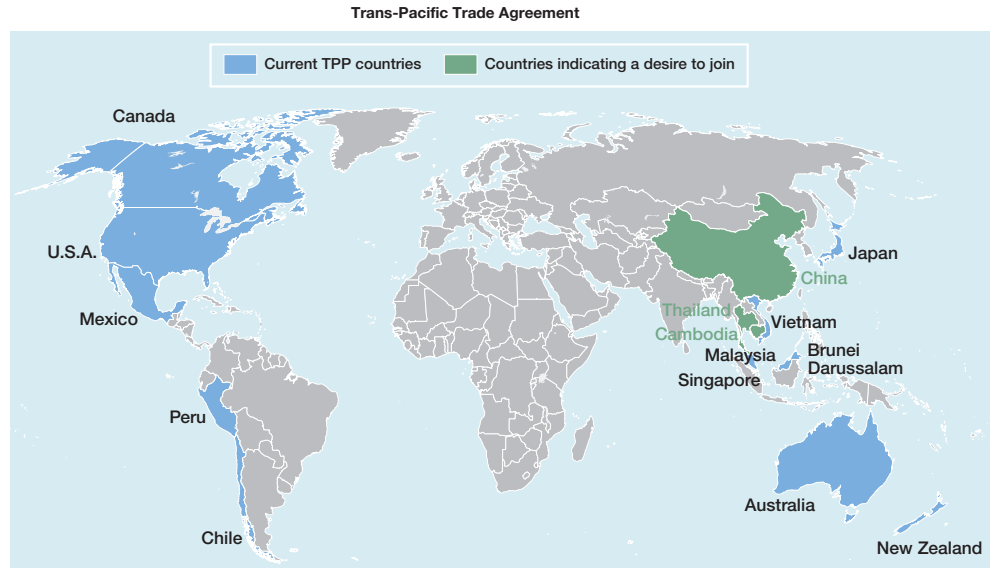 Trans-Pacific Trade Agreement
Current TPP countries
Countries indicating a desire to join
Canada
U.S.A.
Japan
China
Mexico
Thailand
Vietnam
Cambodia
Malaysia
Brunei
Darussalam
Singapore
Peru
Australia
Chile
New Zealand